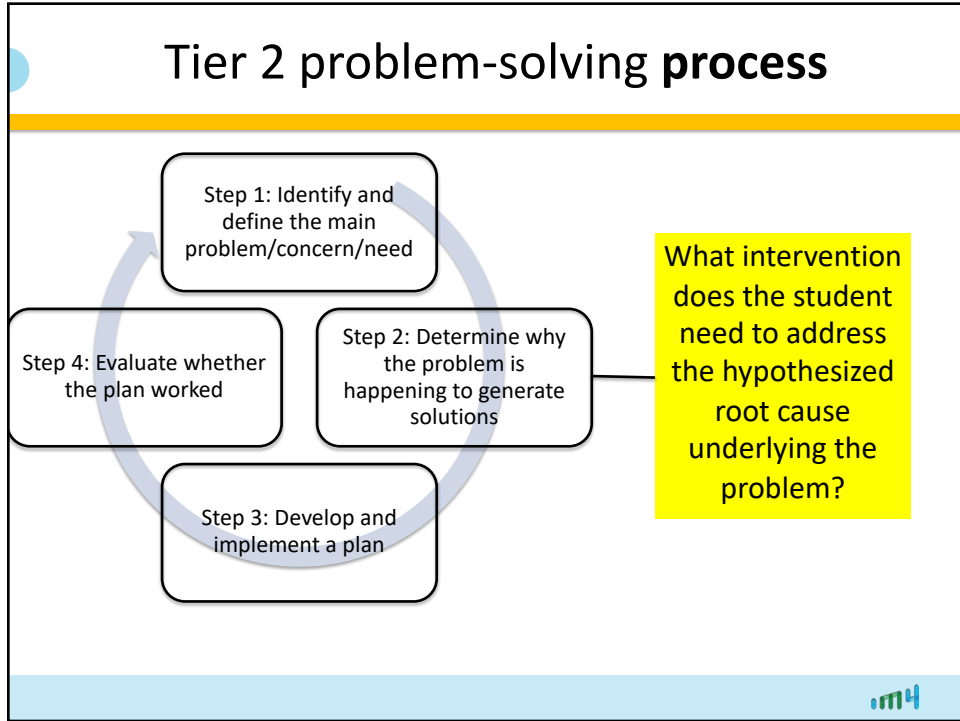 Tier 2 problem-solving process
Step 1: Identify and
define the main
problem/concern/need
Step 2: Determine why
the problem is
happening to generate
solutions
Step 3: Develop and
implement a plan
Step 4: Evaluate whether
the plan worked
What intervention
does the student
need to address
the hypothesized
root cause
underlying the
problem?
im4